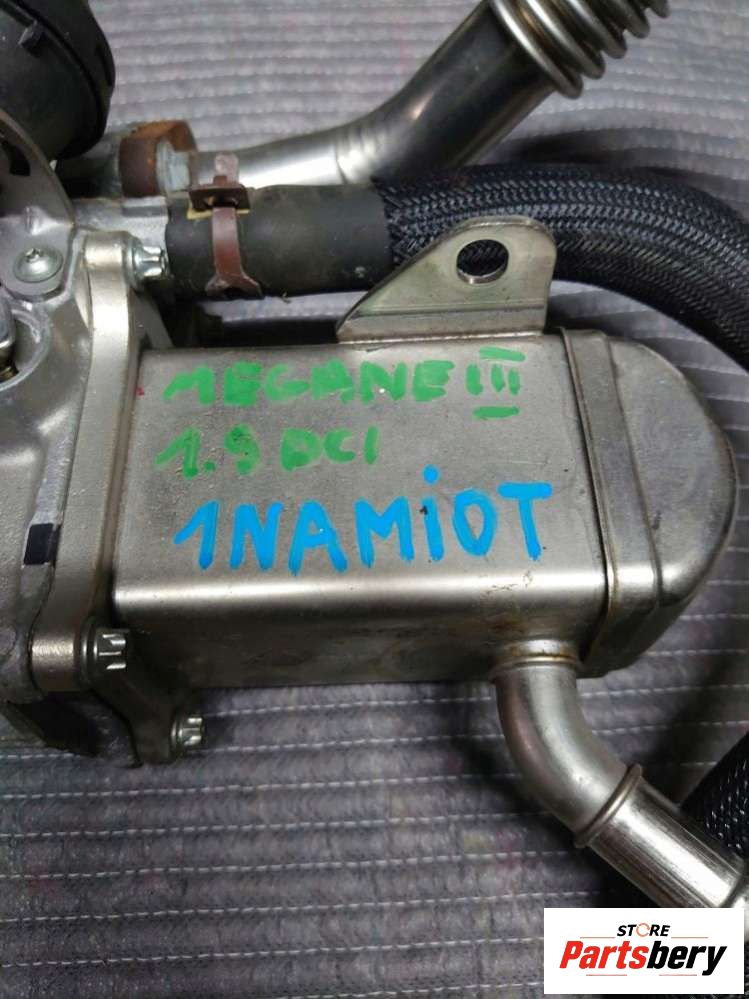 MEGANE III
1.9 DCI
1NAMiOT
STORE
Partsbery